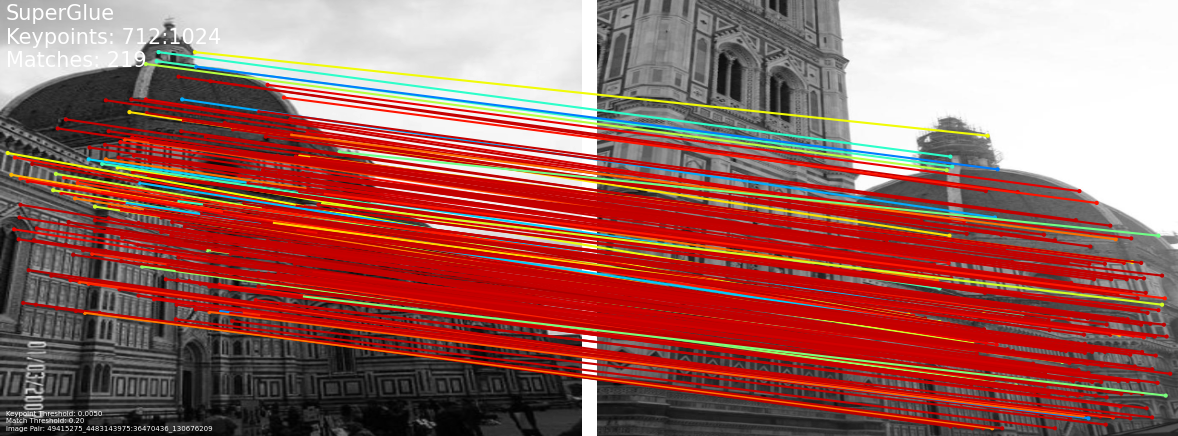 SuperGlue
Keypoints: 712:1024
Matches: 219
Keypoint Threshold: 0.0050
Match Threshold: 0.20
Image Pair: 49415275_4483143975:36470436_130676209